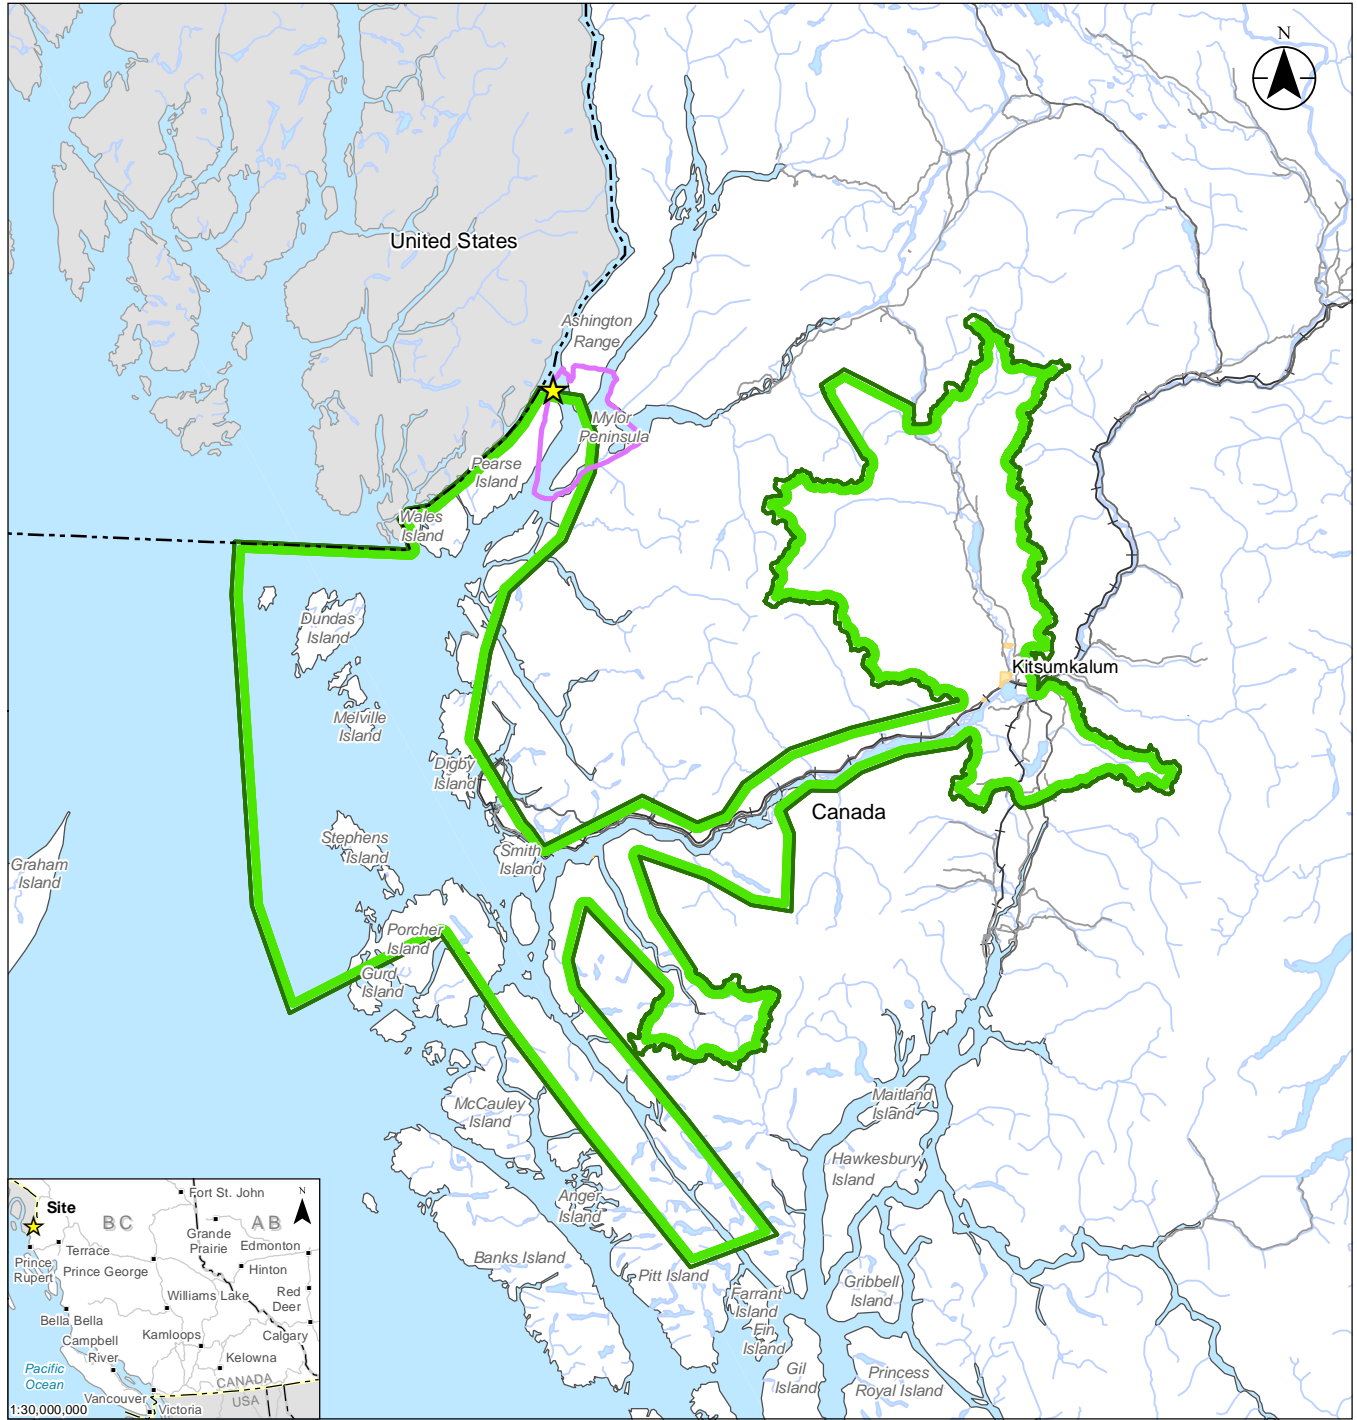 N
United States
Ashington
Range
Mylor
Peninsula
Pearse
Island
Wales
Island
Dundas
Island
Kitsumkalum
Melville
Island
Digby
Island
Canada
Stephens
Island
Smith
Island
Graham
Island
Porcher
Island
Gurd
Island
McCauley
Island
Maitland
Island
Hawkesbury
Island
Anger
Island
Banks Island
Pitt Island
Farrant
Island
Fin
Island
Gribbell
Island
Gil
Island
Princess
Royal Island
Site
N
Fort St. John
BC
AB
Grande
Prairie
Edmonton
Terrace
Prince
Rupert
Prince George
Hinton
Williams Lake
Red
Deer
Bella Bella
Campbell
River
Kamloops
Calgary
Kelowna
Pacific
Ocean
CANADA
USA
Vancouver
Victoria
1:30,000,000